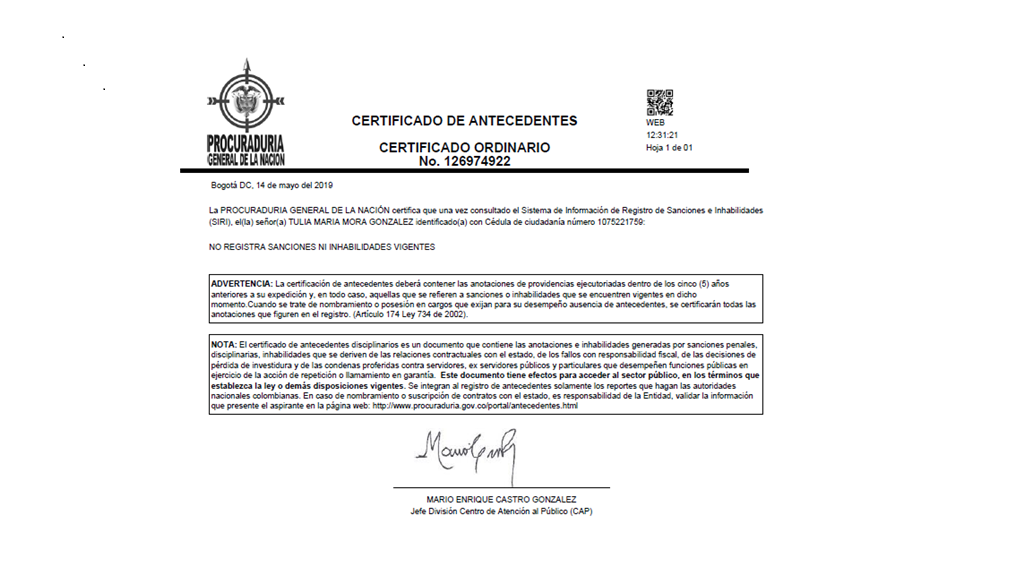 PROCURADURIA
GENERAL DE LA NACION
CERTIFICADO DE ANTECEDENTES
CERTIFICADO ORDINARIO
No. 126974922
WEB
12:31:21
Hoja 1 de 01
Bogotá DC, 14 de mayo del 2019
La PROCURADURIA GENERAL DE LA NACIÓN certifica que una vez consultado el Sistema de Información de Registro de Sanciones e Inhabilidades
(SIRI), el(la) señor(a) TULIA MARIA MORA GONZALEZ identificado(a) con Cédula de ciudadanía número 1075221759:
NO REGISTRA SANCIONES NI INHABILIDADES VIGENTES
ADVERTENCIA: La certificación de antecedentes deberá contener las anotaciones de providencias ejecutoriadas dentro de los cinco (5) años
anteriores a su expedición y, en todo caso, aquellas que se refieren a sanciones o inhabilidades que se encuentren vigentes en dicho
momento.Cuando se trate de nombramiento o posesión en cargos que exijan para su desempeño ausencia de antecedentes, se certificarán todas las
anotaciones que figuren en el registro. (Artículo 174 Ley 734 de 2002).
NOTA: El certificado de antecedentes disciplinarios es un documento que contiene las anotaciones e inhabilidades generadas por sanciones penales,
disciplinarias, inhabilidades que se deriven de las relaciones contractuales con el estado, de los fallos con responsabilidad fiscal, de las decisiones de
pérdida de investidura y de las condenas proferidas contra servidores, ex servidores públicos y particulares que desempeñen funciones públicas en
ejercicio de la acción de repetición o llamamiento en garantía. Este documento tiene efectos para acceder al sector público, en los términos que
establezca la ley o demás disposiciones vigentes. Se integran al registro de antecedentes solamente los reportes que hagan las autoridades
nacionales colombianas. En caso de nombramiento o suscripción de contratos con el estado, es responsabilidad de la Entidad, validar la información
que presente el aspirante en la página web: http://www.procuraduria.gov.co/portal/antecedentes.html
MARIO ENRIQUE CASTRO GONZALEZ
Jefe División Centro de Atención al Público (CAP)